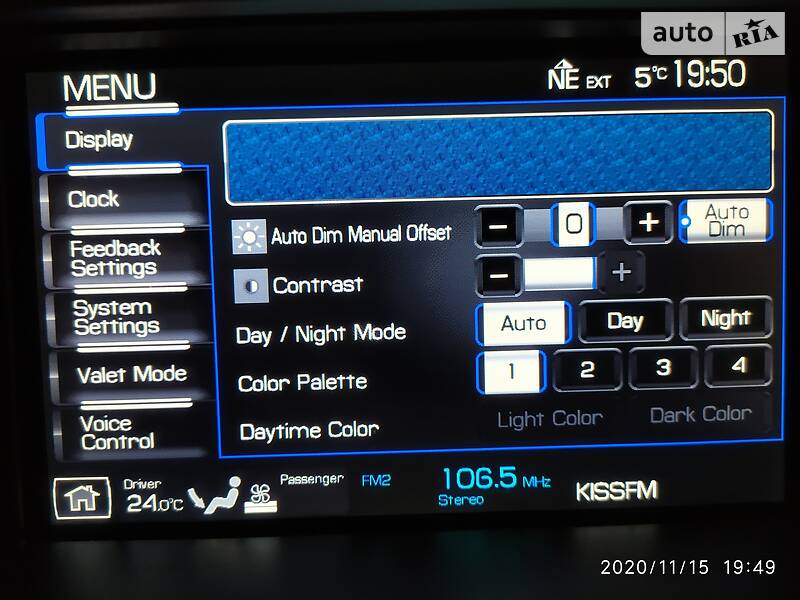 auto RIA
MENU
NE EXT 5°C 19:50
Display
Clock
Feedback
Settings
System
Settings
Valet Mode
Voice
Control
Auto Dim Manual Offset
- 0 +
Auto
Dim
Contrast
- +
Day / Night Mode
Auto Day Night
Color Palette
1 2 3 4
Daytime Color
Light Color Dark Color
Driver
24.0°C
Passenger
FM2
106.5 MHz
Stereo
KISSFM
2020/11/15 19:49